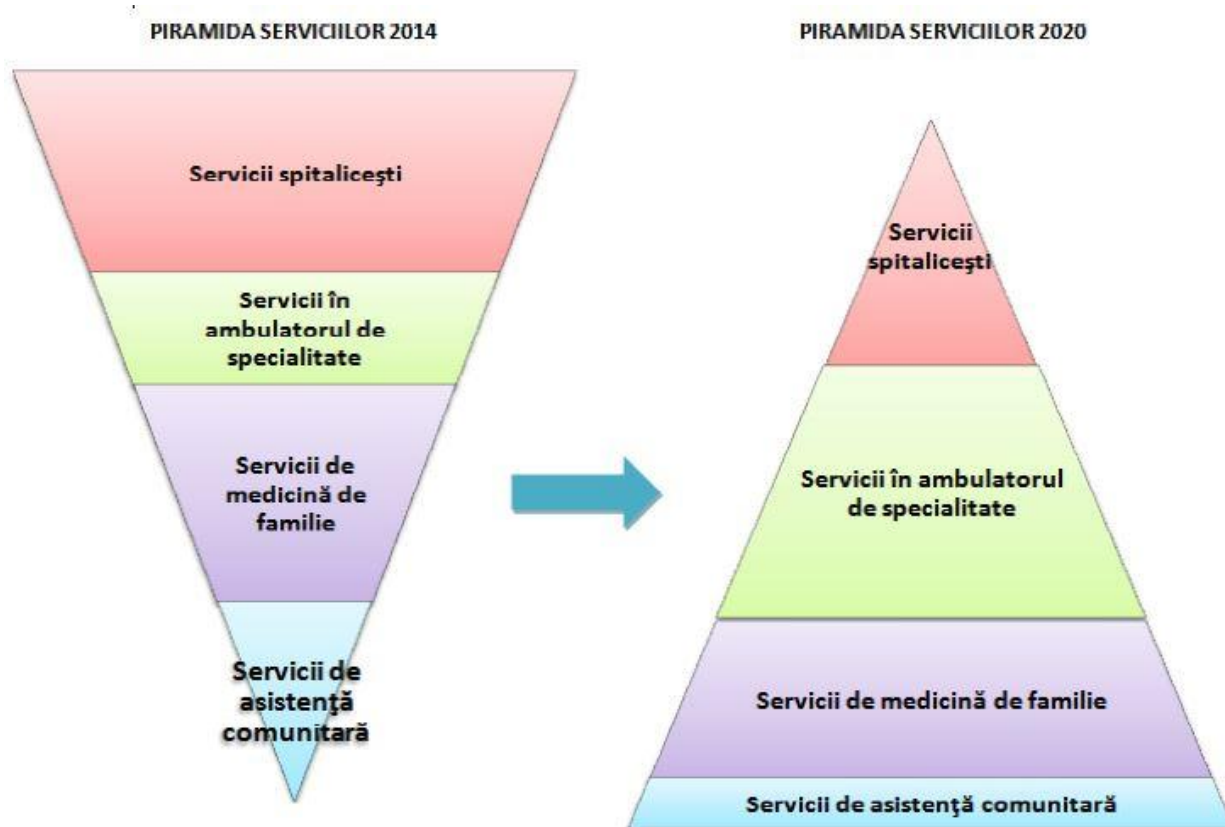 PIRAMIDA SERVICIILOR 2014
Servicii spitaliceşti
Servicii în
ambulatorul de
specialitate
Servicii de
medicină de
familie
Servicii de
asistenţă
comunitară
PIRAMIDA SERVICIILOR 2020
Servicii
spitaliceşti
Servicii în ambulatorul
de specialitate
Servicii de medicină de familie
Servicii de asistenţă comunitară